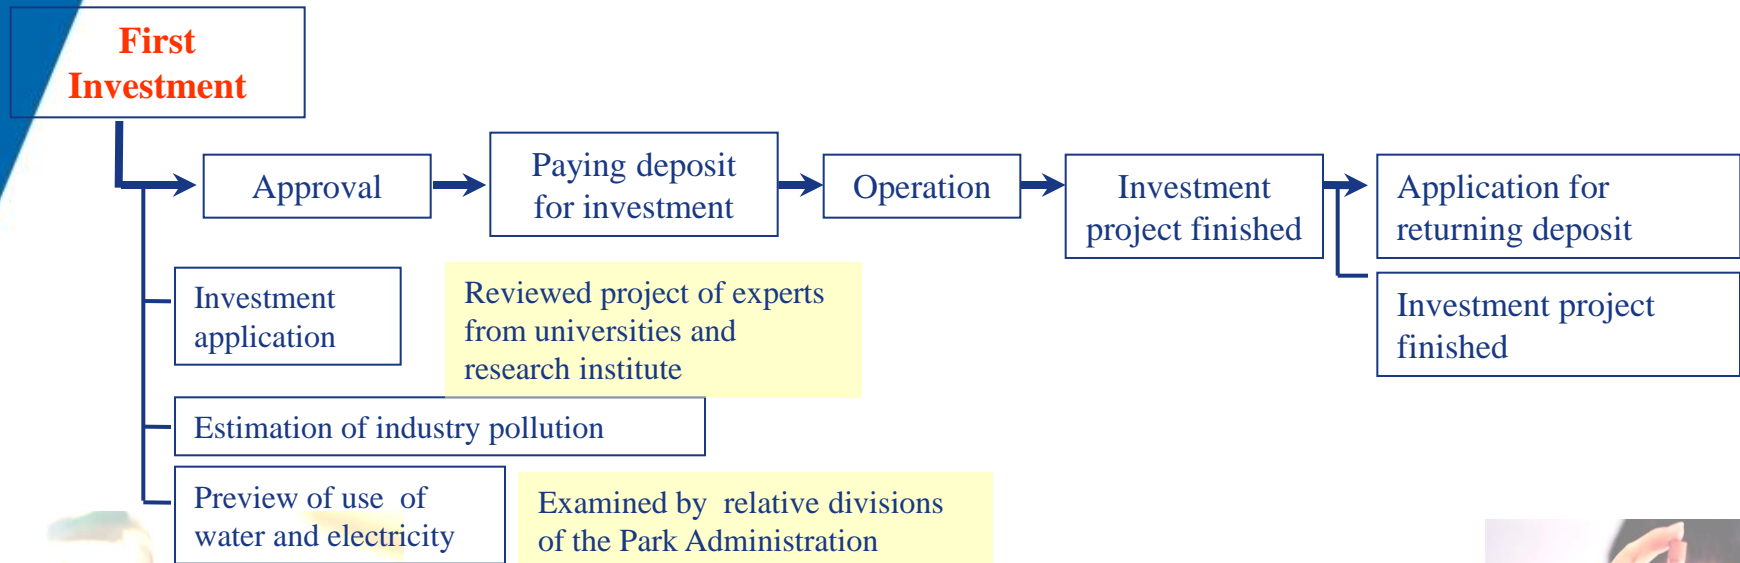 First
Investment
Approval
Paying deposit
for investment
Operation
Investment
project finished
Application for
returning deposit
Investment project
finished
Investment
application
Reviewed project of experts
from universities and
research institute
Estimation of industry pollution
Preview of use of
water and electricity
Examined by relative divisions
of the Park Administration